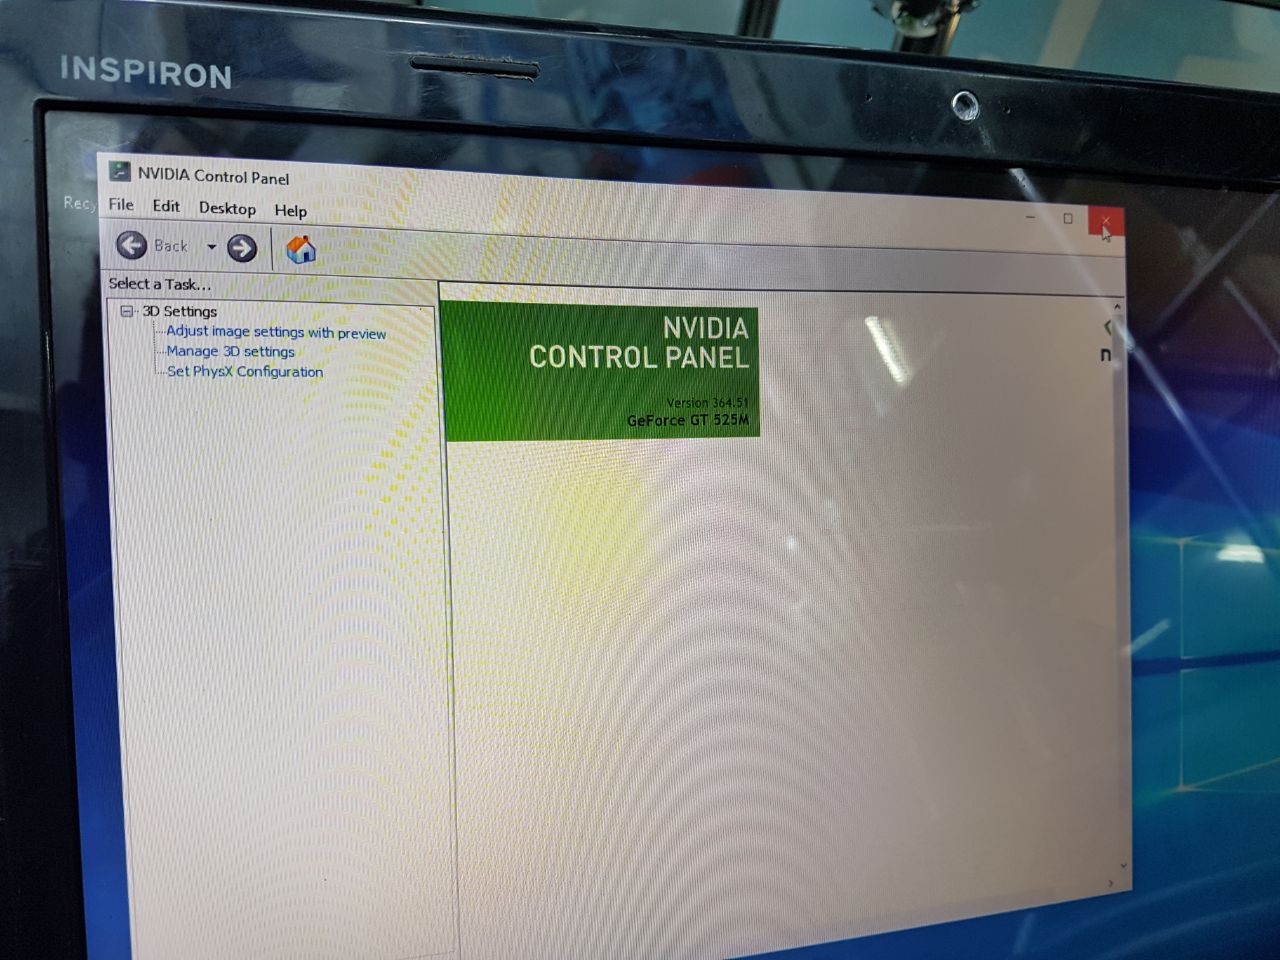 INSPIRON
NVIDIA Control Panel
File Edit Desktop Help
Back
Select a Task...
3D Settings
Adjust image settings with preview
Manage 3D settings
Set PhysX Configuration
NVIDIA
CONTROL PANEL
Version 364.51
GeForce GT 525M